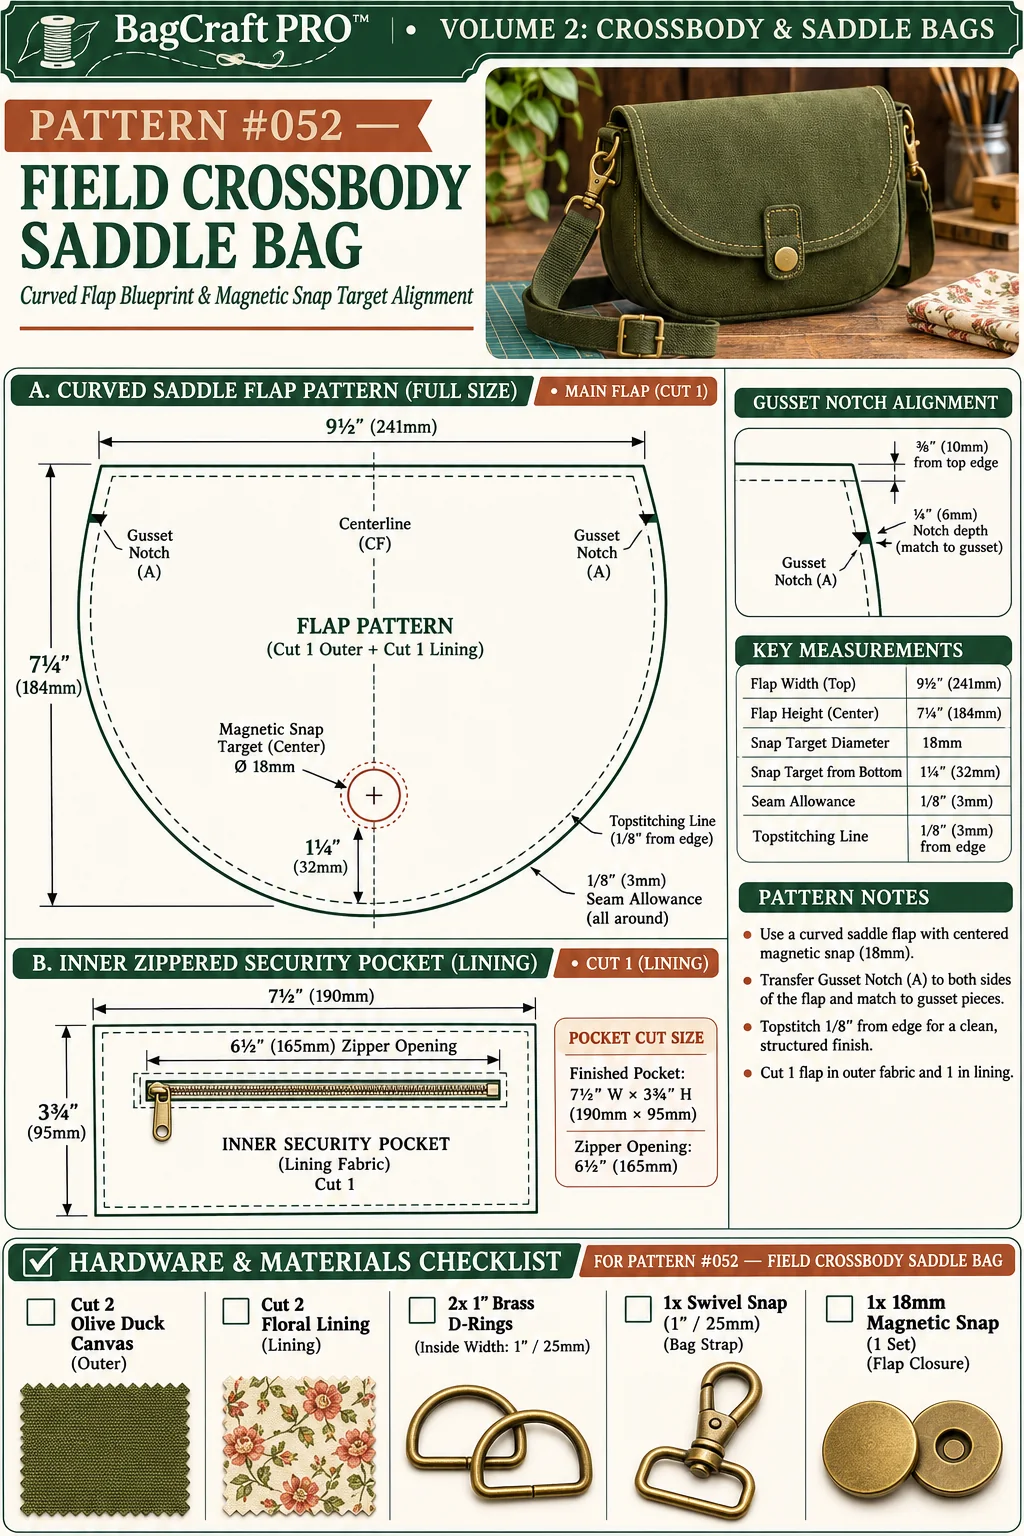 BagCraft PRO™ | • VOLUME 2: CROSSBODY & SADDLE BAGS
PATTERN #052 —
FIELD CROSSBODY
SADDLE BAG
Curved Flap Blueprint & Magnetic Snap Target Alignment
A. CURVED SADDLE FLAP PATTERN (FULL SIZE)
• MAIN FLAP (CUT 1)
9½" (241mm)
Gusset
Notch
(A)
Centerline
(CF)
Gusset
Notch
(A)
FLAP PATTERN
(Cut 1 Outer + Cut 1 Lining)
7¼"
(184mm)
Magnetic Snap
Target (Center)
Ø 18mm
1¼"
(32mm)
Topstitching Line
(1/8" from edge)
1/8" (3mm)
Seam Allowance
(all around)
GUSSET NOTCH ALIGNMENT
⅜" (10mm)
from top edge
¼" (6mm)
Notch depth
(match to gusset)
Gusset
Notch (A)
KEY MEASUREMENTS
Flap Width (Top) 9½" (241mm)
Flap Height (Center) 7¼" (184mm)
Snap Target Diameter 18mm
Snap Target from Bottom 1¼" (32mm)
Seam Allowance 1/8" (3mm)
Topstitching Line 1/8" (3mm)
from edge
PATTERN NOTES
• Use a curved saddle flap with centered
magnetic snap (18mm).
• Transfer Gusset Notch (A) to both sides
of the flap and match to gusset pieces.
• Topstitch 1/8" from edge for a clean,
structured finish.
• Cut 1 flap in outer fabric and 1 in lining.
B. INNER ZIPPERED SECURITY POCKET (LINING)
• CUT 1 (LINING)
7½" (190mm)
6½" (165mm) Zipper Opening
3¾"
(95mm)
INNER SECURITY POCKET
(Lining Fabric)
Cut 1
POCKET CUT SIZE
Finished Pocket:
7½" W × 3¾" H
(190mm × 95mm)
Zipper Opening:
6½" (165mm)
HARDWARE & MATERIALS CHECKLIST
FOR PATTERN #052 — FIELD CROSSBODY SADDLE BAG
Cut 2
Olive Duck
Canvas
(Outer)
Cut 2
Floral Lining
(Lining)
2x 1" Brass
D-Rings
(Inside Width: 1" / 25mm)
1x Swivel Snap
(1" / 25mm)
(Bag Strap)
1x 18mm
Magnetic Snap
(1 Set)
(Flap Closure)